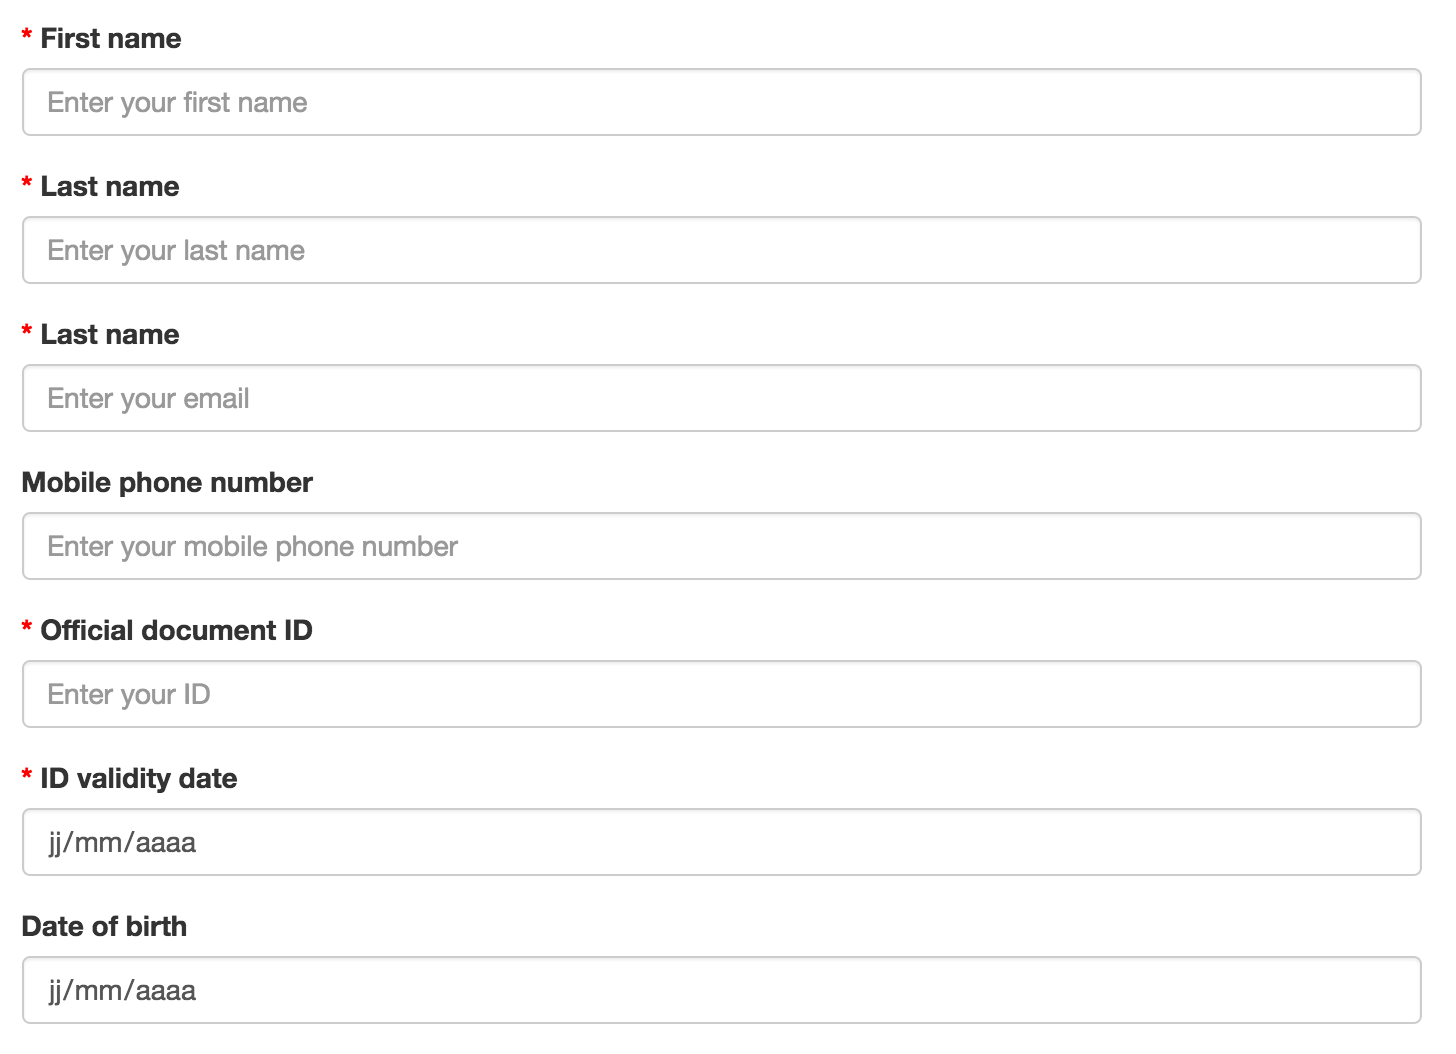 * First name
Enter your first name
* Last name
Enter your last name
* Last name
Enter your email
Mobile phone number
Enter your mobile phone number
* Official document ID
Enter your ID
* ID validity date
jj/mm/aaaa
Date of birth
jj/mm/aaaa